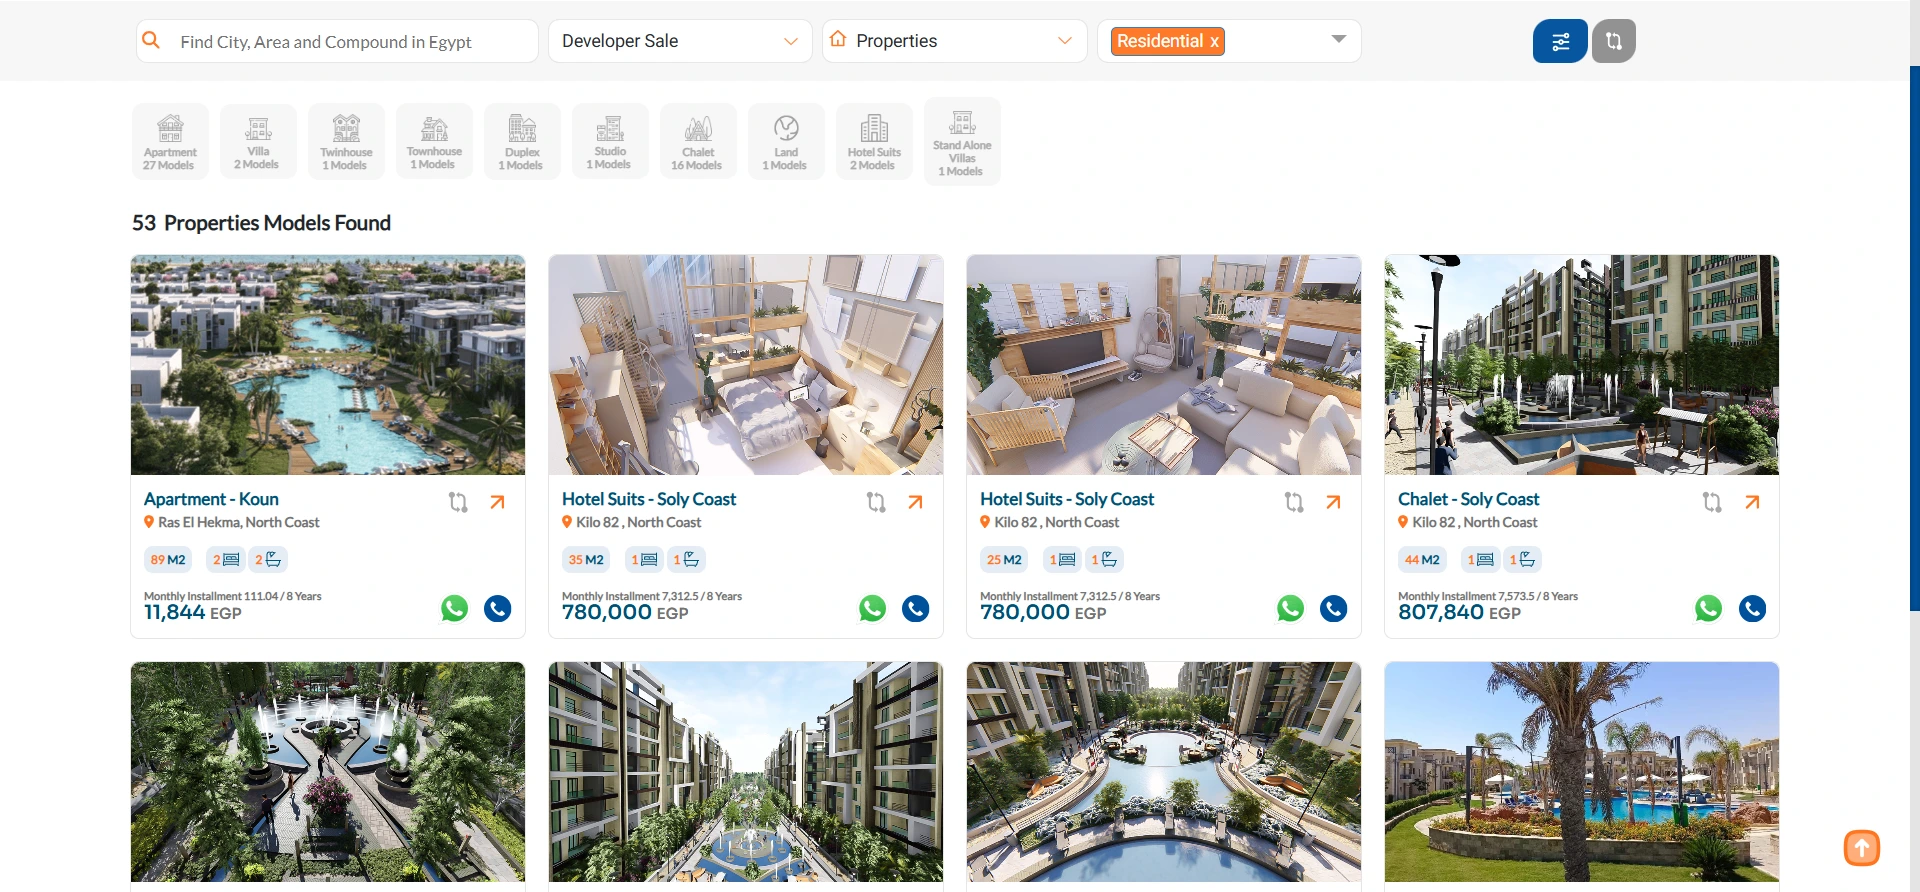 Find City, Area and Compound in Egypt
Developer Sale
Properties
Residential x
Apartment
27 Models
Villa
2 Models
Twinhouse
1 Models
Townhouse
1 Models
Duplex
1 Models
Studio
1 Models
Chalet
16 Models
Land
1 Models
Hotel Suits
2 Models
Stand Alone
Villas
1 Models
53 Properties Models Found
Apartment - Koun
Ras El Hekma, North Coast
89 M2 2 2
Monthly Installment 111.04 / 8 Years
11,844 EGP
Hotel Suits - Soly Coast
Kilo 82 , North Coast
35 M2 1 1
Monthly Installment 7,312.5 / 8 Years
780,000 EGP
Hotel Suits - Soly Coast
Kilo 82 , North Coast
25 M2 1 1
Monthly Installment 7,312.5 / 8 Years
780,000 EGP
Chalet - Soly Coast
Kilo 82 , North Coast
44 M2 1 1
Monthly Installment 7,573.5 / 8 Years
807,840 EGP